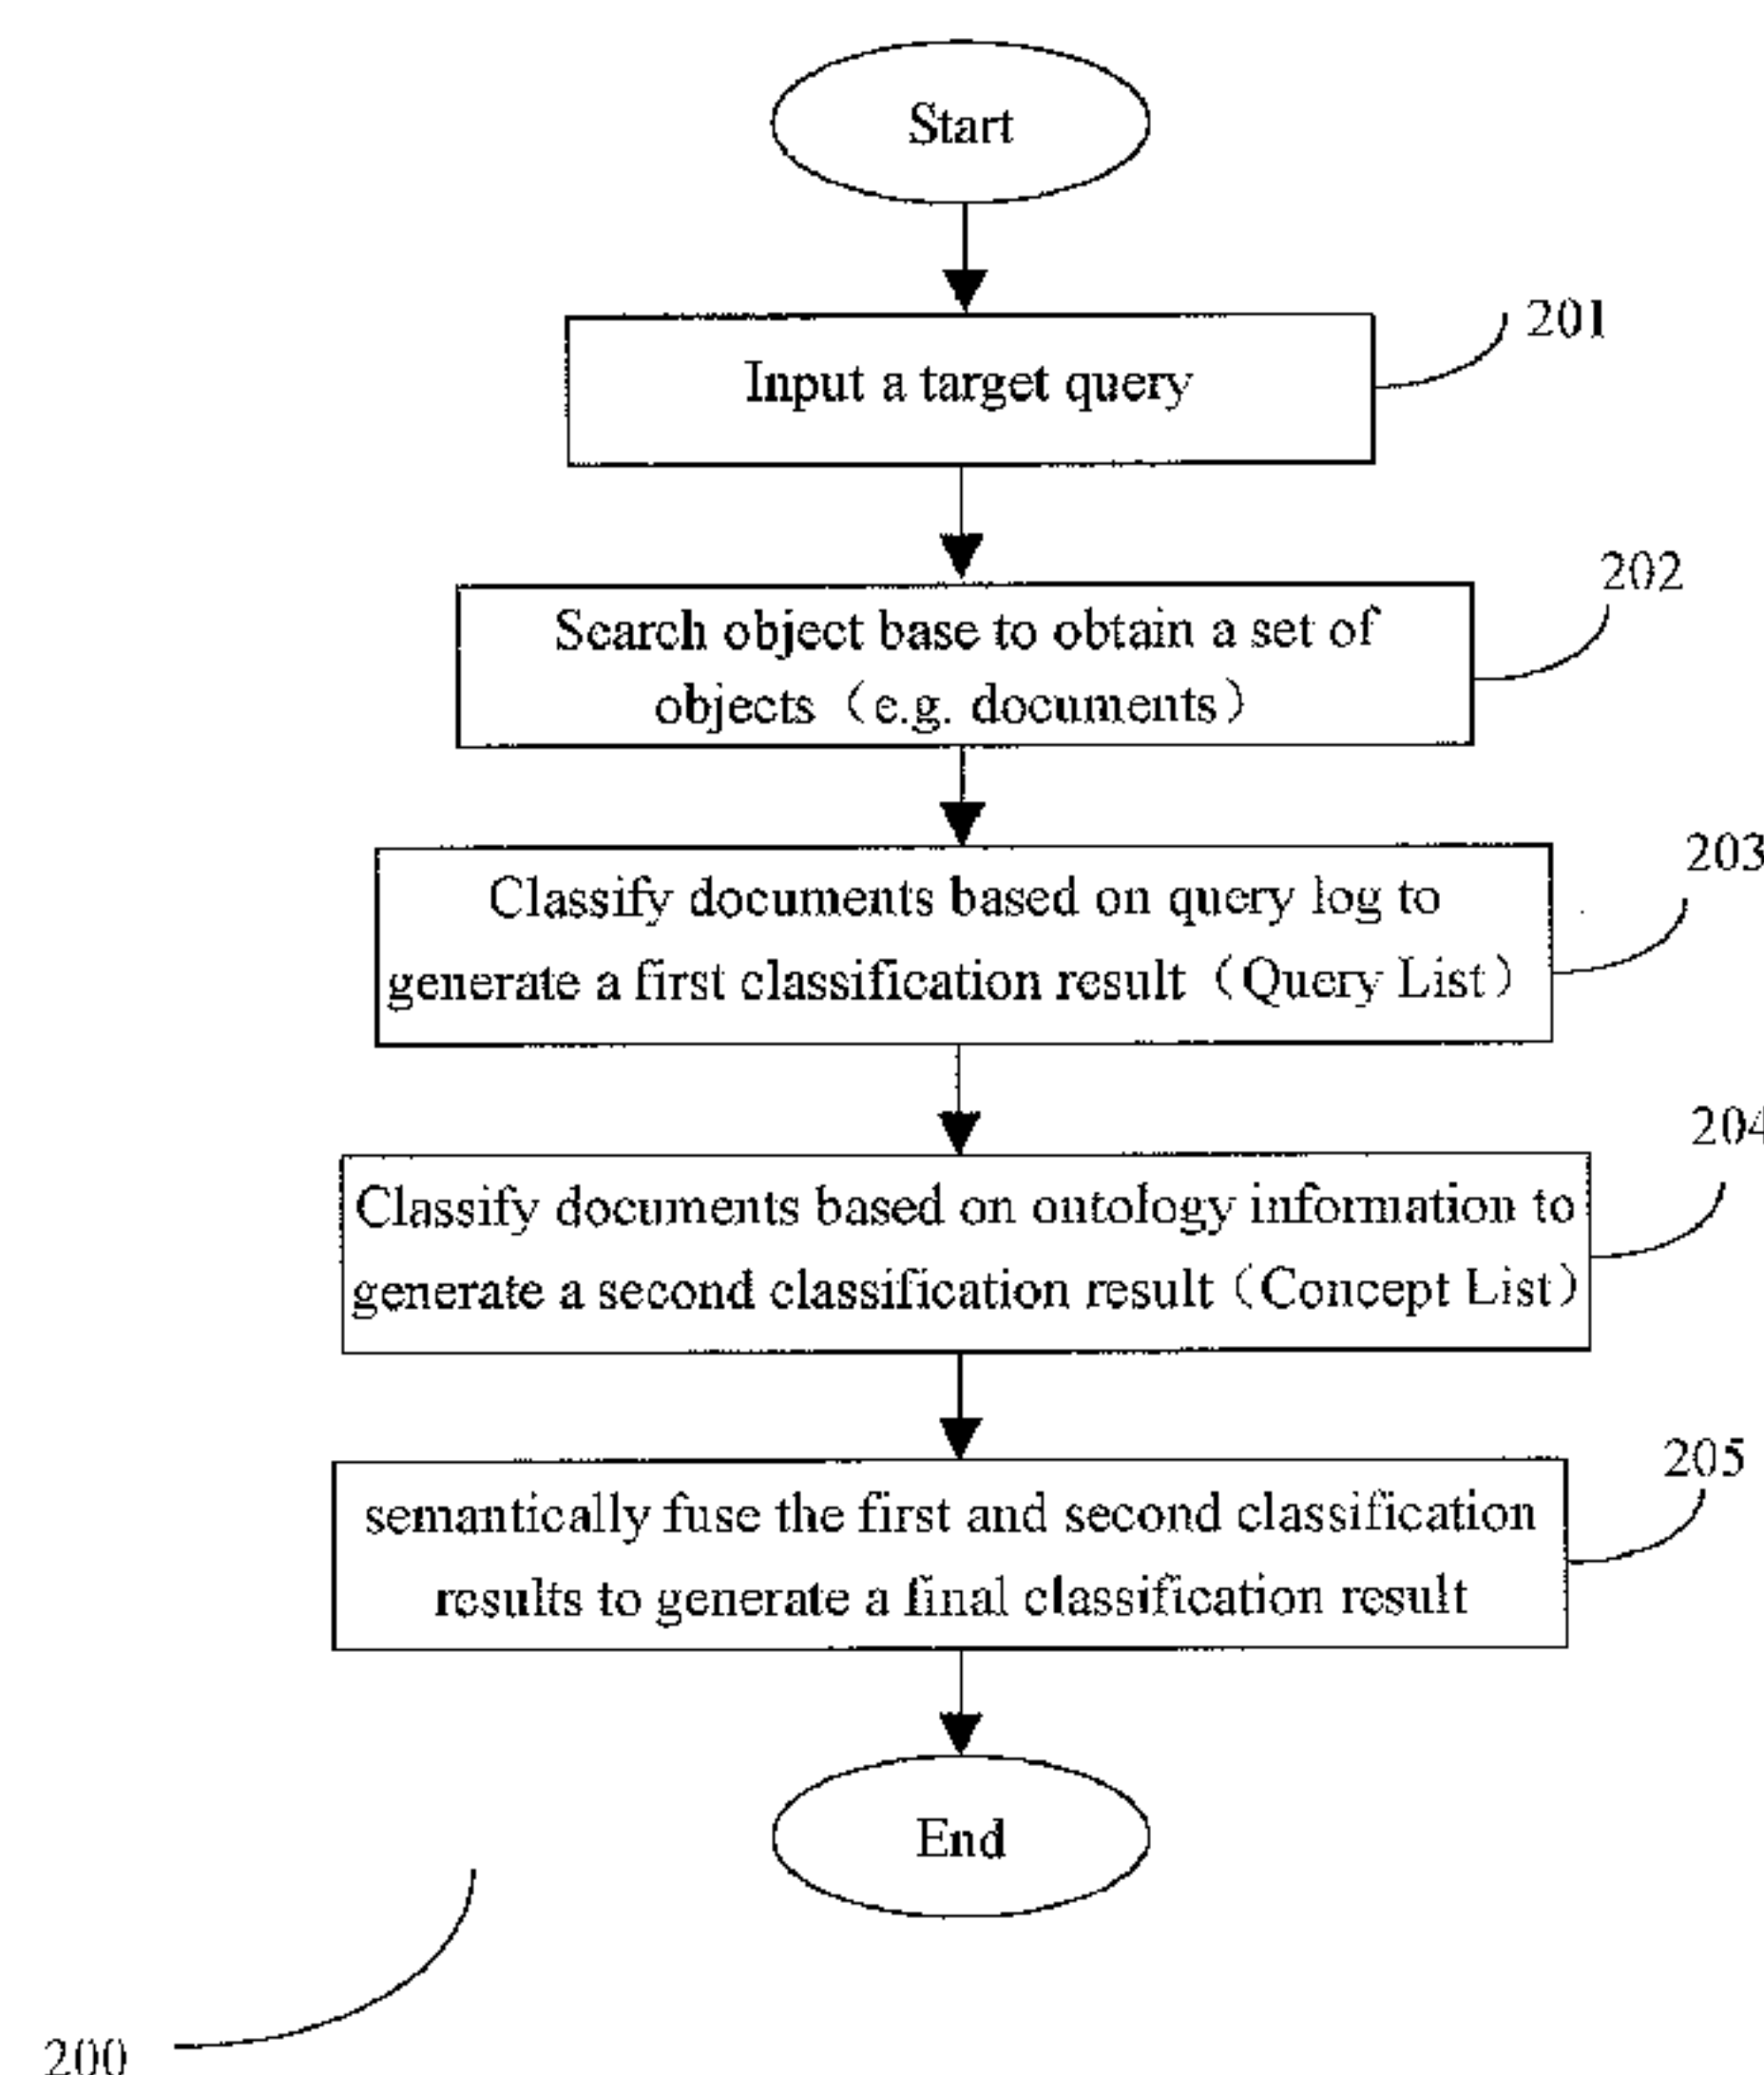 Start
201
Input a target query
202
Search object base to obtain a set of
objects（e.g. documents）
203
Classify documents based on query log to
generate a first classification result（Query List）
204
Classify documents based on ontology information to
generate a second classification result（Concept List）
205
semantically fuse the first and second classification
results to generate a final classification result
End
200